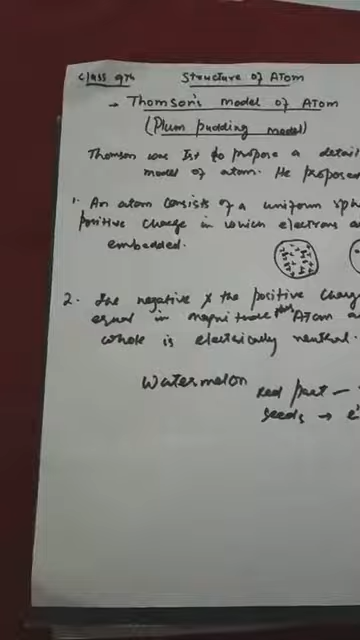 Class 9th Structure of Atom
→ Thomson's model of Atom
(Plum pudding model)
Thomson was Ist to propose a detail
model of atom. He proposed
1. An atom consists of a uniform sph
positive charge in which electrons a
embedded.
2. The negative & the positive charg
equal in magnitude Atom a
whole is electrically neutral.
Watermelon Red part —
seeds → e